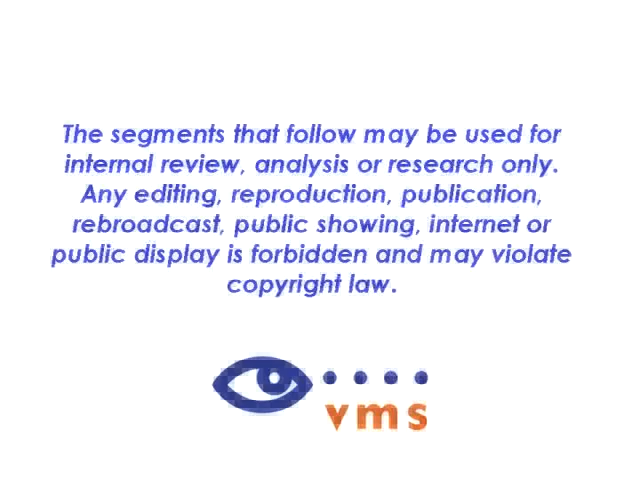 The segments that follow may be used for
internal review, analysis or research only.
Any editing, reproduction, publication,
rebroadcast, public showing, internet or
public display is forbidden and may violate
copyright law.
vms